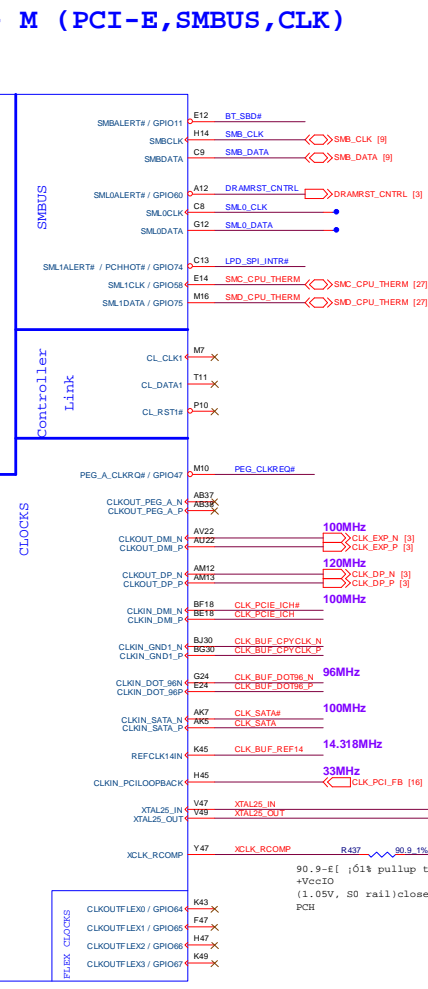 M (PCI-E,SMBUS,CLK)
SMBUS
SMBALERT# / GPIO11 E12 BT_SBD#
SMBCLK H14 SMB_CLK SMB_CLK [9]
SMBDATA C9 SMB_DATA SMB_DATA [9]
SML0ALERT# / GPIO60 A12 DRAMRST_CNTRL DRAMRST_CNTRL [3]
SML0CLK C8 SML0_CLK
SML0DATA G12 SML0_DATA
SML1ALERT# / PCHHOT# / GPIO74 C13 LPD_SPI_INTR#
SML1CLK / GPIO58 E14 SMC_CPU_THERM SMC_CPU_THERM [27]
SML1DATA / GPIO75 M16 SMD_CPU_THERM SMD_CPU_THERM [27]
Controller
Link
CL_CLK1 M7
CL_DATA1 T11
CL_RST1# P10
CLOCKS
PEG_A_CLKRQ# / GPIO47 M10 PEG_CLKREQ#
CLKOUT_PEG_A_N AB37
CLKOUT_PEG_A_P AB38
100MHz
CLKOUT_DMI_N AV22 CLK_EXP_N [3]
CLKOUT_DMI_P AU22 CLK_EXP_P [3]
120MHz
CLKOUT_DP_N AM12 CLK_DP_N [3]
CLKOUT_DP_P AM13 CLK_DP_P [3]
100MHz
CLKIN_DMI_N BF18 CLK_PCIE_ICH#
CLKIN_DMI_P BE18 CLK_PCIE_ICH
CLKIN_GND1_N BJ30 CLK_BUF_CPYCLK_N
CLKIN_GND1_P BG30 CLK_BUF_CPYCLK_P
96MHz
CLKIN_DOT_96N G24 CLK_BUF_DOT96_N
CLKIN_DOT_96P E24 CLK_BUF_DOT96_P
100MHz
CLKIN_SATA_N AK7 CLK_SATA#
CLKIN_SATA_P AK5 CLK_SATA
14.318MHz
REFCLK14IN K45 CLK_BUF_REF14
33MHz
CLKIN_PCILOOPBACK H45 CLK_PCI_FB [16]
XTAL25_IN V47 XTAL25_IN
XTAL25_OUT V49 XTAL25_OUT
XCLK_RCOMP Y47 XCLK_RCOMP R437 90.9_1%
90.9-£[ ¡Ó1% pullup t
+VccIO
(1.05V, S0 rail)close
PCH
FLEX CLOCKS
CLKOUTFLEX0 / GPIO64 K43
CLKOUTFLEX1 / GPIO65 F47
CLKOUTFLEX2 / GPIO66 H47
CLKOUTFLEX3 / GPIO67 K49